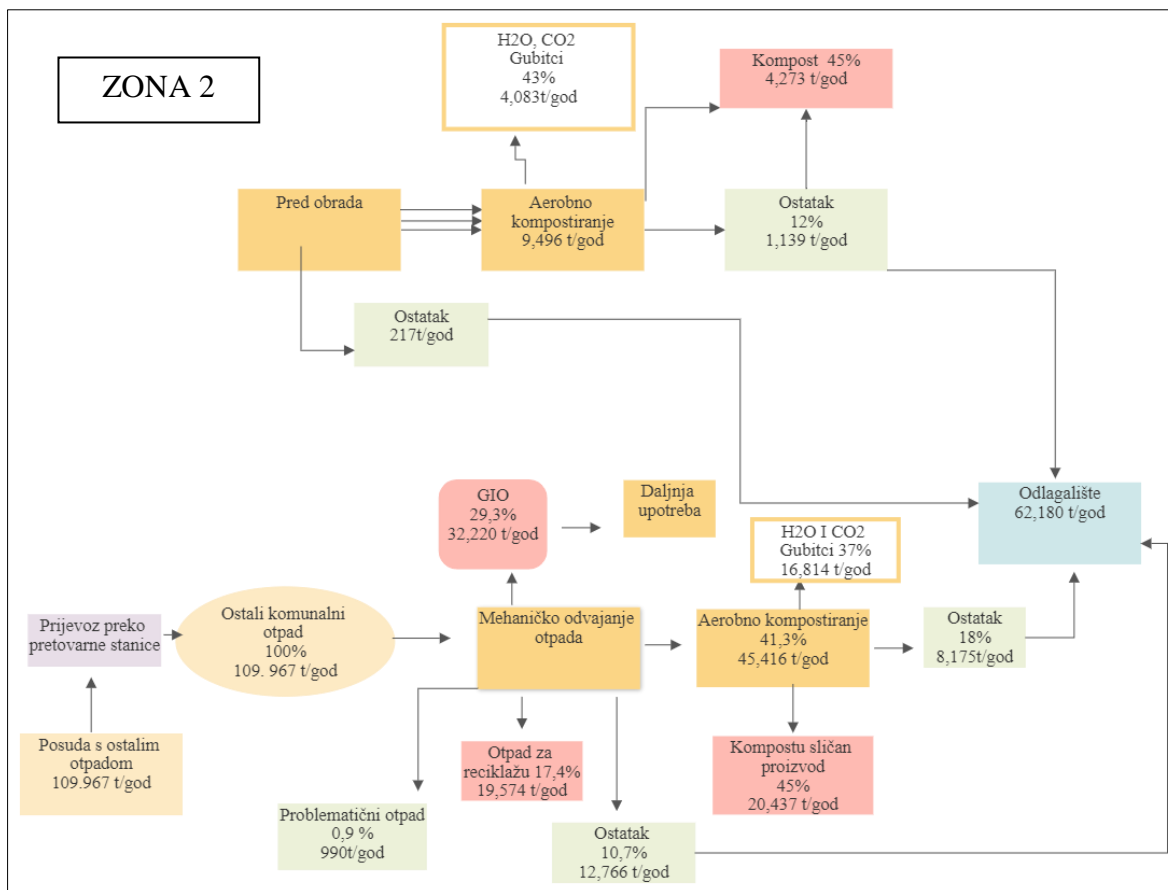 ZONA 2
H2O, CO2
Gubitci
43%
4,083t/god
Kompost 45%
4,273 t/god
Pred obrada
Aerobno
kompostiranje
9,496 t/god
Ostatak
12%
1,139 t/god
Ostatak
217t/god
GIO
29,3%
32,220 t/god
Daljnja
upotreba
Odlagalište
62,180 t/god
H2O I CO2
Gubitci 37%
16,814 t/god
Prijevoz preko
pretovarne stanice
Ostali komunalni
otpad
100%
109. 967 t/god
Mehaničko odvajanje
otpada
Aerobno kompostiranje
41,3%
45,416 t/god
Ostatak
18%
8,175t/god
Posuda s ostalim
otpadom
109.967 t/god
Otpad za
reciklažu 17,4%
19,574 t/god
Kompostu sličan
proizvod
45%
20,437 t/god
Problematični otpad
0,9 %
990t/god
Ostatak
10,7%
12,766 t/god